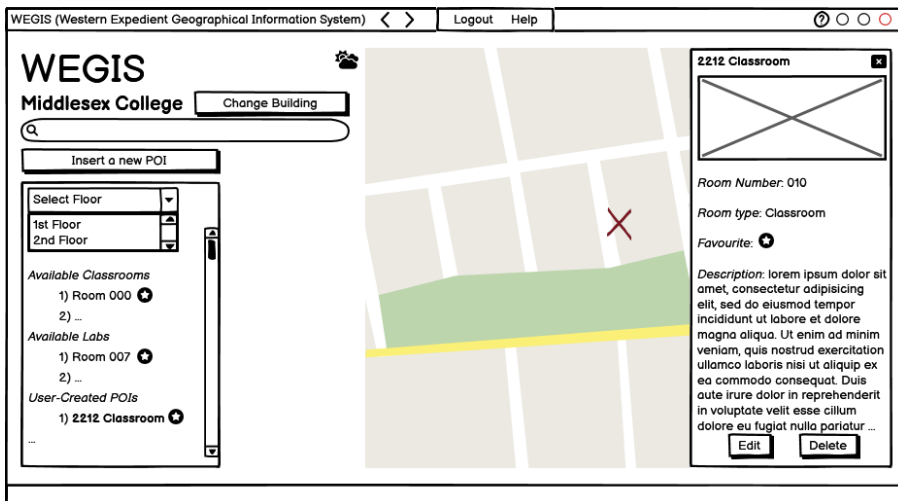 WEGIS (Western Expedient Geographical Information System)
Logout Help
?
WEGIS
Middlesex College
Change Building
Insert a new POI
Select Floor
1st Floor
2nd Floor
Available Classrooms
1) Room 000
2) ...
Available Labs
1) Room 007
2) ...
User-Created POIs
1) 2212 Classroom
...
2212 Classroom
Room Number: 010
Room type: Classroom
Favourite:
Description: lorem ipsum dolor sit
amet, consectetur adipisicing
elit, sed do eiusmod tempor
incididunt ut labore et dolore
magna aliqua. Ut enim ad minim
veniam, quis nostrud exercitation
ullamco laboris nisi ut aliquip ex
ea commodo consequat. Duis
aute irure dolor in reprehenderit
in voluptate velit esse cillum
dolore eu fugiat nulla pariatur ...
Edit
Delete